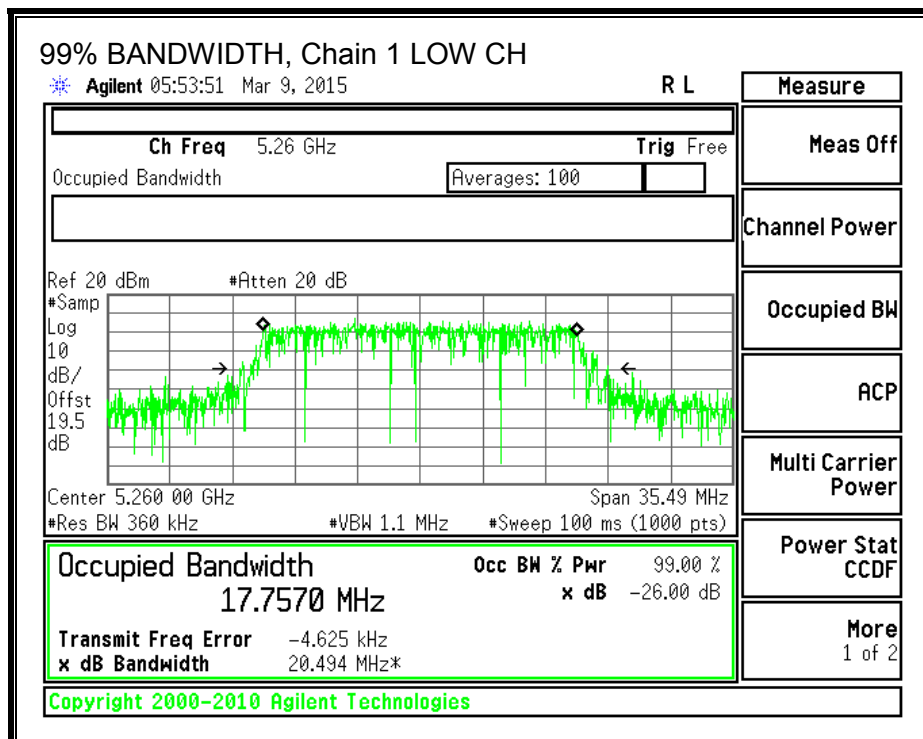 99% BANDWIDTH, Chain 1 LOW CH
Agilent 05:53:51 Mar 9, 2015 R L
Measure
Ch Freq 5.26 GHz Trig Free
Meas Off
Occupied Bandwidth Averages: 100
Channel Power
Ref 20 dBm #Atten 20 dB
#Samp
Log
10
dB/
Offst
19.5
dB
Occupied BW
ACP
Multi Carrier
Power
Center 5.260 00 GHz Span 35.49 MHz
#Res BW 360 kHz #VBW 1.1 MHz #Sweep 100 ms (1000 pts)
Power Stat
CCDF
Occupied Bandwidth Occ BW % Pwr 99.00 %
17.7570 MHz x dB -26.00 dB
Transmit Freq Error -4.625 kHz
x dB Bandwidth 20.494 MHz*
More
1 of 2
Copyright 2000-2010 Agilent Technologies